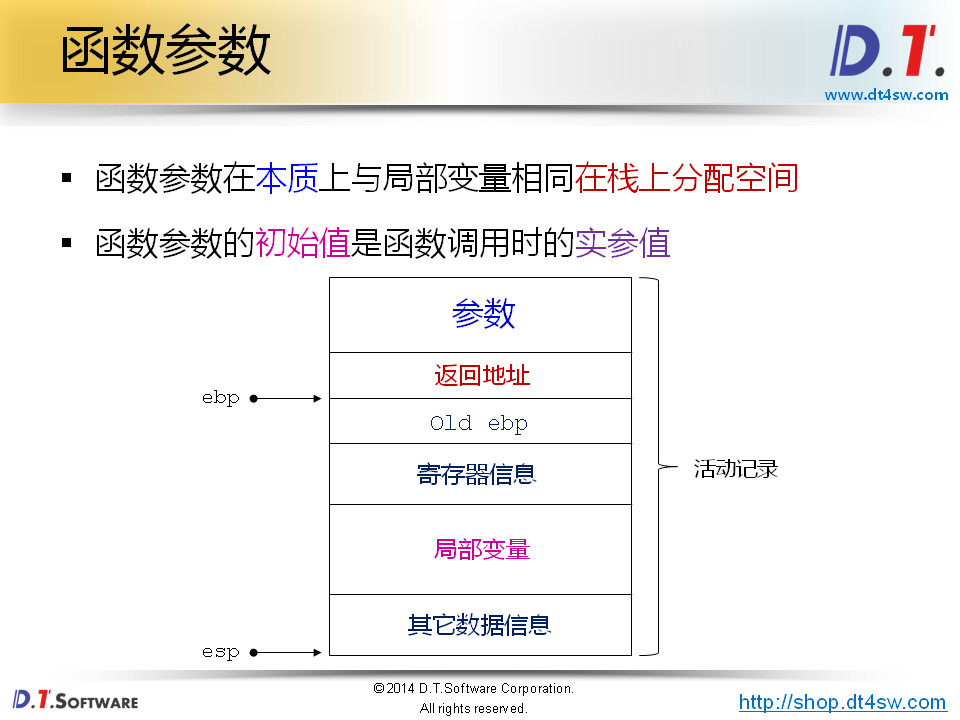 函数参数
D.T.
www.dt4sw.com
函数参数在本质上与局部变量相同在栈上分配空间
函数参数的初始值是函数调用时的实参值
参数
返回地址
ebp
Old ebp
寄存器信息
活动记录
局部变量
其它数据信息
esp
D.T.SOFTWARE
©2014 D.T.Software Corporation.
All rights reserved.
http://shop.dt4sw.com